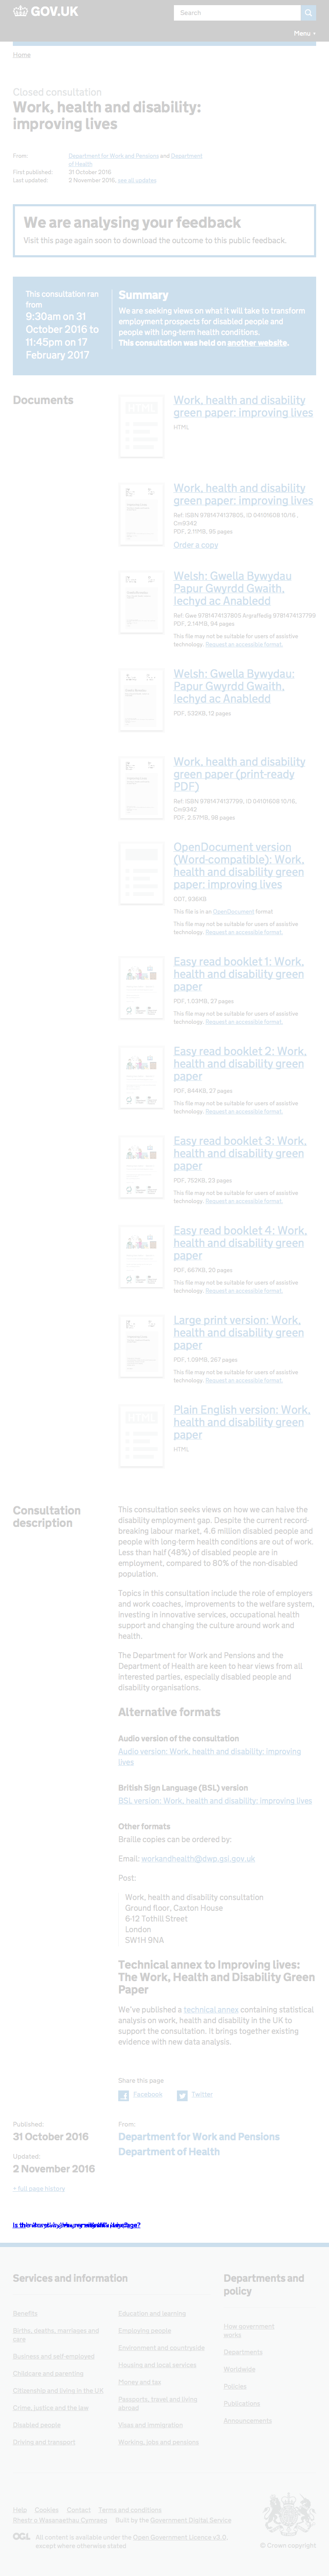 GOV.UK
Search
Menu
Home
Closed consultation
Work, health and disability:
improving lives
From: Department for Work and Pensions and Department
of Health
First published: 31 October 2016
Last updated: 2 November 2016, see all updates
We are analysing your feedback
Visit this page again soon to download the outcome to this public feedback.
This consultation ran
from
9:30am on 31
October 2016 to
11:45pm on 17
February 2017
Summary
We are seeking views on what it will take to transform
employment prospects for disabled people and
people with long-term health conditions.
This consultation was held on another website.
Documents
Work, health and disability
green paper: improving lives
HTML
Work, health and disability
green paper: improving lives
Ref: ISBN 9781474137805, ID 04101608 10/16,
Cm9342
PDF, 2.11MB, 95 pages
Order a copy
Welsh: Gwella Bywydau
Papur Gwyrdd Gwaith,
Iechyd ac Anabledd
PDF, 2.14MB, 94 pages
This file may not be suitable for users of assistive
technology. Request an accessible format.
Welsh: Gwella Bywydau:
Papur Gwyrdd Gwaith,
Iechyd ac Anabledd
PDF, 532KB, 13 pages
Work, health and disability
green paper (print-ready
PDF)
Ref: ISBN 9781474137799, ID 04101608 10/16,
Cm9342
PDF, 2.57MB, 98 pages
OpenDocument version
(Word-compatible): Work,
health and disability green
paper: improving lives
ODT, 936KB
This file is in an OpenDocument format
This file may not be suitable for users of assistive
technology. Request an accessible format.
Easy read booklet 1: Work,
health and disability green
paper
PDF, 1.03MB, 27 pages
This file may not be suitable for users of assistive
technology. Request an accessible format.
Easy read booklet 2: Work,
health and disability green
paper
PDF, 844KB, 27 pages
This file may not be suitable for users of assistive
technology. Request an accessible format.
Easy read booklet 3: Work,
health and disability green
paper
PDF, 752KB, 23 pages
This file may not be suitable for users of assistive
technology. Request an accessible format.
Easy read booklet 4: Work,
health and disability green
paper
PDF, 667KB, 20 pages
This file may not be suitable for users of assistive
technology. Request an accessible format.
Large print version: Work,
health and disability green
paper
PDF, 1.09MB, 267 pages
This file may not be suitable for users of assistive
technology. Request an accessible format.
Plain English version: Work,
health and disability green
paper
HTML
Consultation
description
This consultation seeks views on how we can halve the
disability employment gap. Despite the current record-
breaking labour market, 4.6 million disabled people and
people with long-term health conditions are out of work.
Less than half (48%) of disabled people are in
employment, compared to 80% of the non-disabled
population.
Topics in this consultation include the role of employers
and work coaches, improvements to the welfare system,
investing in innovative services, occupational health
support and changing the culture around work and
health.
The Department for Work and Pensions and the
Department of Health are keen to hear views from all
interested parties, especially disabled people and
disability organisations.
Alternative formats
Audio version of the consultation
Audio version: Work, health and disability: improving
lives
British Sign Language (BSL) version
BSL version: Work, health and disability: improving lives
Other formats
Braille copies can be ordered by:
Email: workandhealth@dwp.gsi.gov.uk
Post:
Work, health and disability consultation
Ground floor, Caxton House
6-12 Tothill Street
London
SW1H 9NA
Technical annex to Improving lives:
The Work, Health and Disability Green
Paper
We've published a technical annex containing statistical
analysis on work, health and disability in the UK to
support the consultation. It brings together existing
evidence with new data analysis.
Share this page
Facebook
Twitter
Published:
31 October 2016
Updated:
2 November 2016
+ full page history
From:
Department for Work and Pensions
Department of Health
Services and information
Benefits
Births, deaths, marriages and
care
Business and self-employed
Childcare and parenting
Citizenship and living in the UK
Crime, justice and the law
Disabled people
Driving and transport
Education and learning
Employing people
Environment and countryside
Housing and local services
Money and tax
Passports, travel and living
abroad
Visas and immigration
Working, jobs and pensions
Departments and
policy
How government
works
Departments
Worldwide
Policies
Publications
Announcements
Help Cookies Contact Terms and conditions
Rhestr o Wasanaethau Cymraeg Built by the Government Digital Service
OGL All content is available under the Open Government Licence v3.0,
except where otherwise stated
© Crown copyright